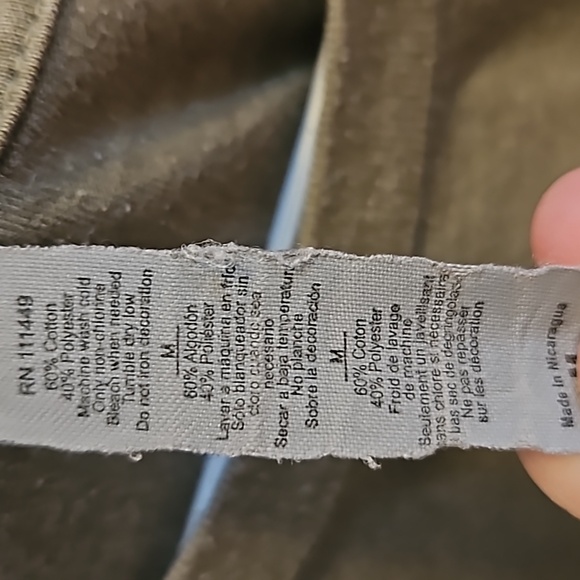 RN 111449
60% Cotton
40% Polyester
Machine wash cold
Only non-chlorine
Bleach when needed
Tumble dry low
Do not iron decoration
M
60% Algodón
40% Poliéster
Lavar a máquina en frío
Sólo blanqueador sin
cloro cuando sea
necesario
Secar a baja temperatura
No plancha
Sobre la decoración
M
60% Coton
40% Polyester
Froid de lavage
de machine
Seulement un javellisant
sans chlore si nécessaire
pas sac de dégringolade
Ne pas repasser
sur les décoration
Made in Nicaragua